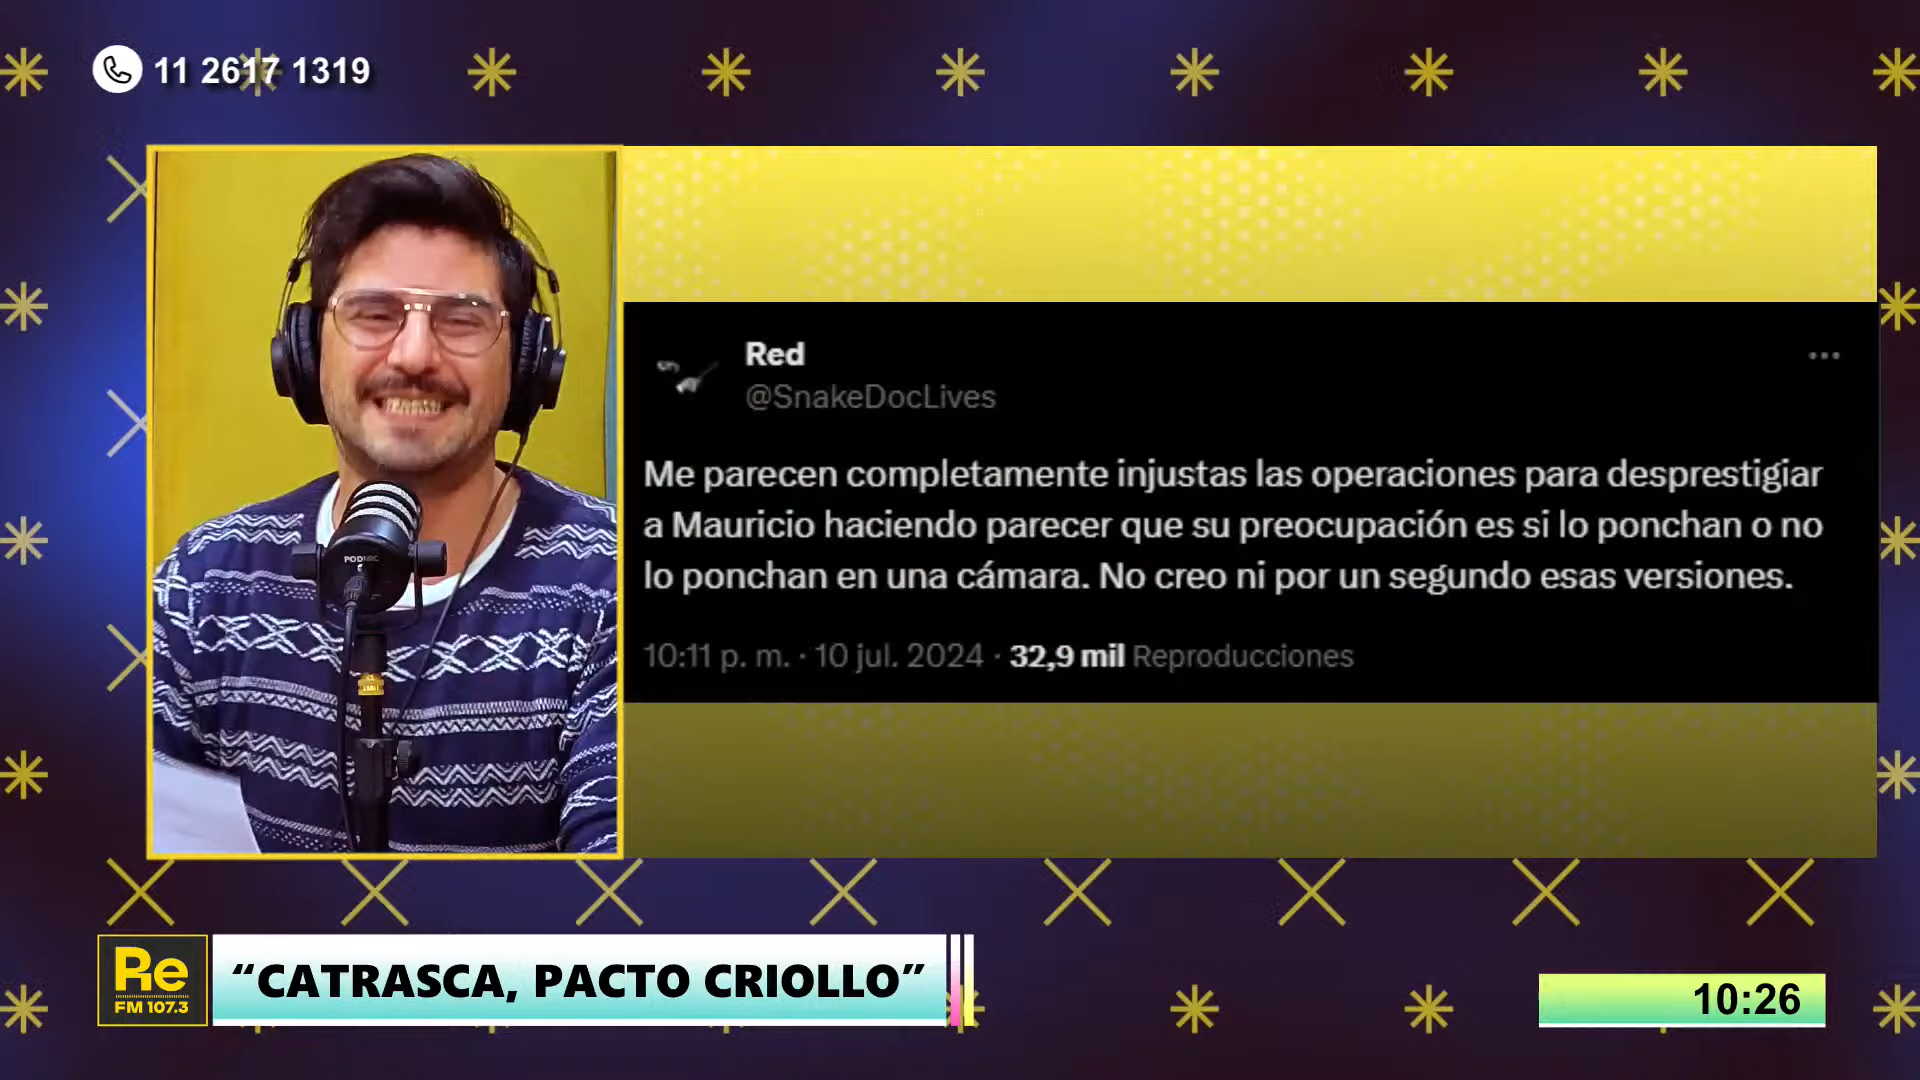 11 2617 1319
Red
@SnakeDocLives
Me parecen completamente injustas las operaciones para desprestigiar
a Mauricio haciendo parecer que su preocupación es si lo ponchan o no
lo ponchan en una cámara. No creo ni por un segundo esas versiones.
10:11 p. m. · 10 jul. 2024 · 32,9 mil Reproducciones
PODMIC
Re
FM 107.3
“CATRASCA, PACTO CRIOLLO”
10:26